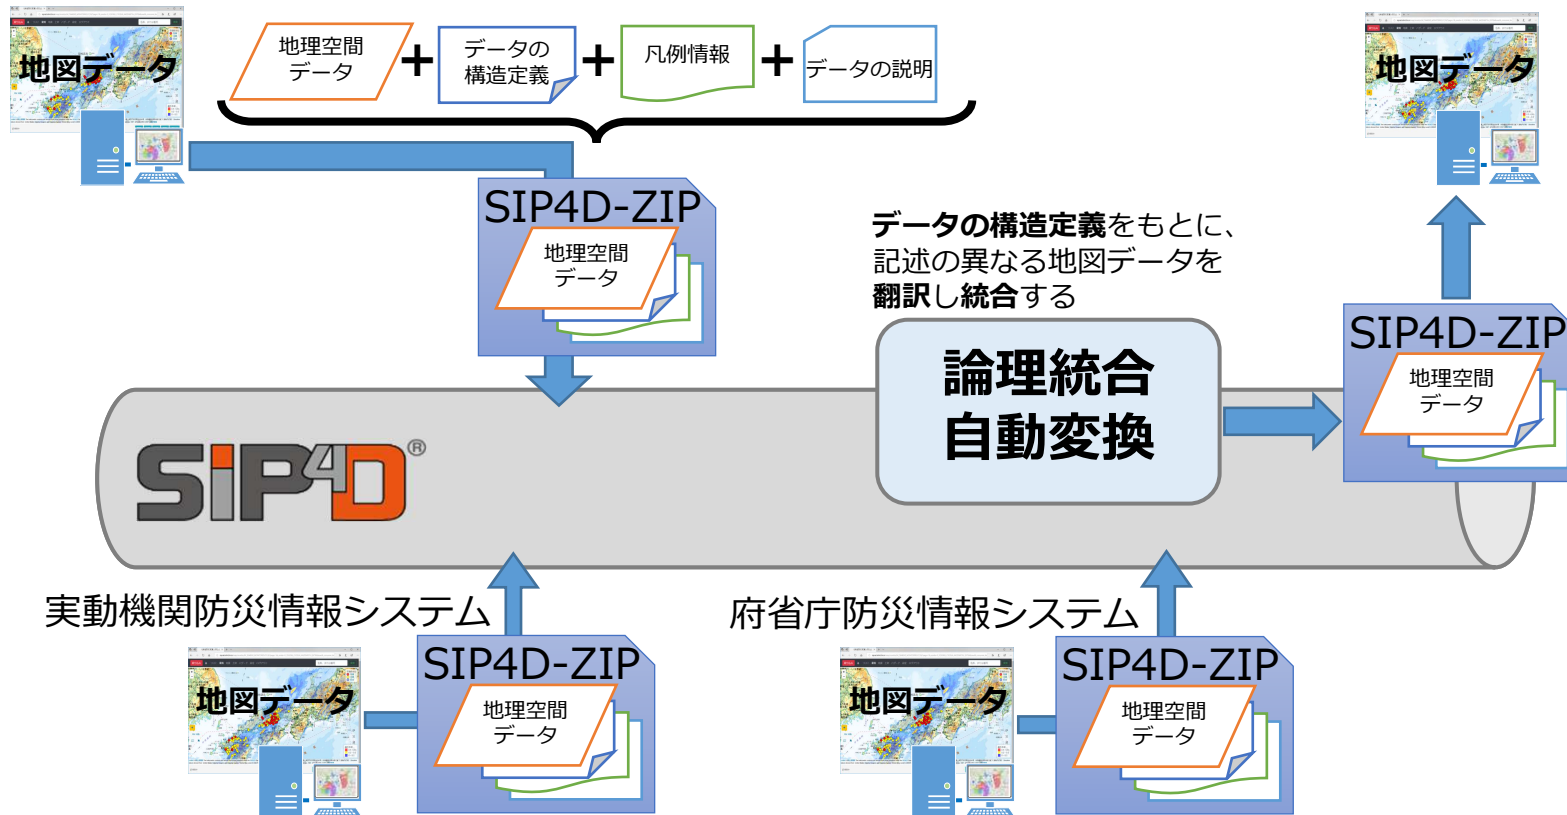 地図データ
地理空間
データ
+
データの
構造定義
+
凡例情報
+
データの説明
地図データ
SIP4D-ZIP
地理空間
データ
データの構造定義をもとに、
記述の異なる地図データを
翻訳し統合する
論理統合
自動変換
SIP4D-ZIP
地理空間
データ
SIP4D®
実動機関防災情報システム
府省庁防災情報システム
地図データ
SIP4D-ZIP
地理空間
データ
地図データ
SIP4D-ZIP
地理空間
データ